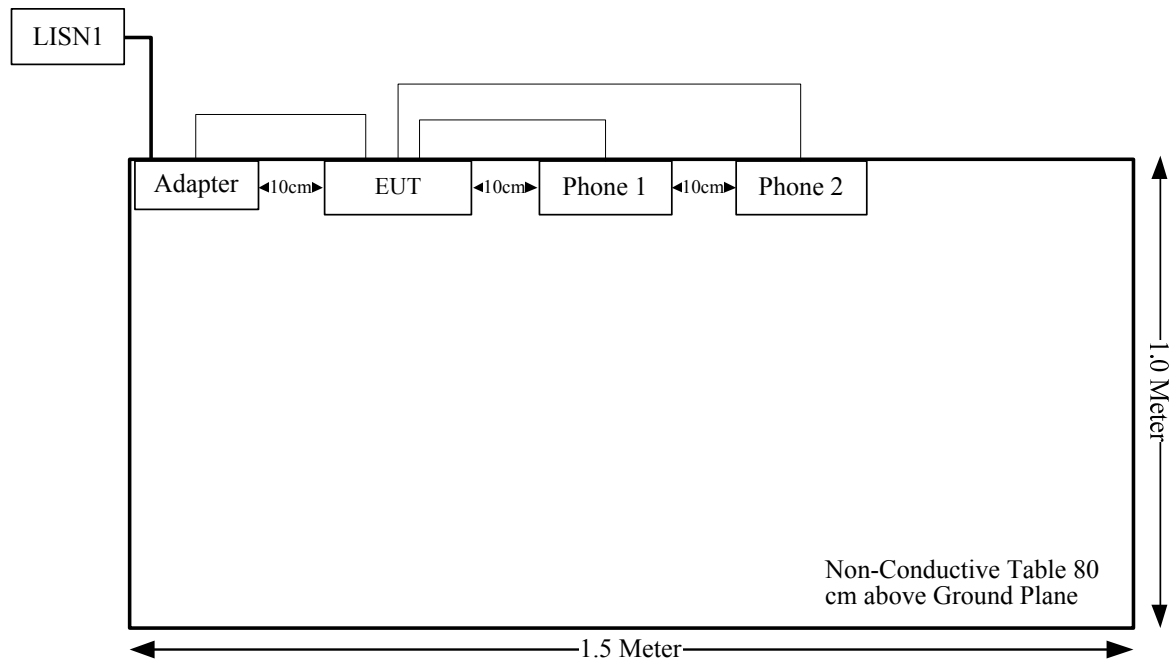 LISN1
Adapter
10cm
EUT
10cm
Phone 1
10cm
Phone 2
1.0 Meter
Non-Conductive Table 80
cm above Ground Plane
1.5 Meter